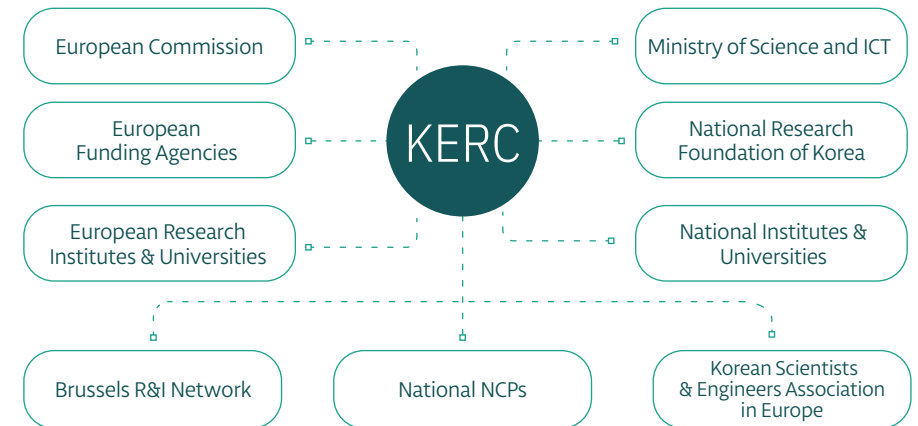 European Commission
Ministry of Science and ICT
KERC
European
Funding Agencies
National Research
Foundation of Korea
European Research
Institutes & Universities
National Institutes &
Universities
Brussels R&I Network
National NCPs
Korean Scientists
& Engineers Association
in Europe